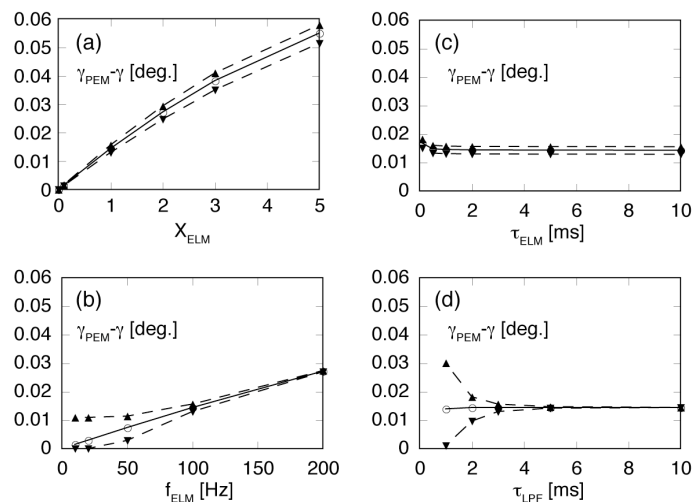 0.06
0.05
0.04
0.03
0.02
0.01
0
(a)
γPEM-γ [deg.]
0 1 2 3 4 5
XELM
0.06
0.05
0.04
0.03
0.02
0.01
0
(c)
γPEM-γ [deg.]
0 2 4 6 8 10
τELM [ms]
0.06
0.05
0.04
0.03
0.02
0.01
0
(b)
γPEM-γ [deg.]
0 50 100 150 200
fELM [Hz]
0.06
0.05
0.04
0.03
0.02
0.01
0
(d)
γPEM-γ [deg.]
0 2 4 6 8 10
τLPF [ms]